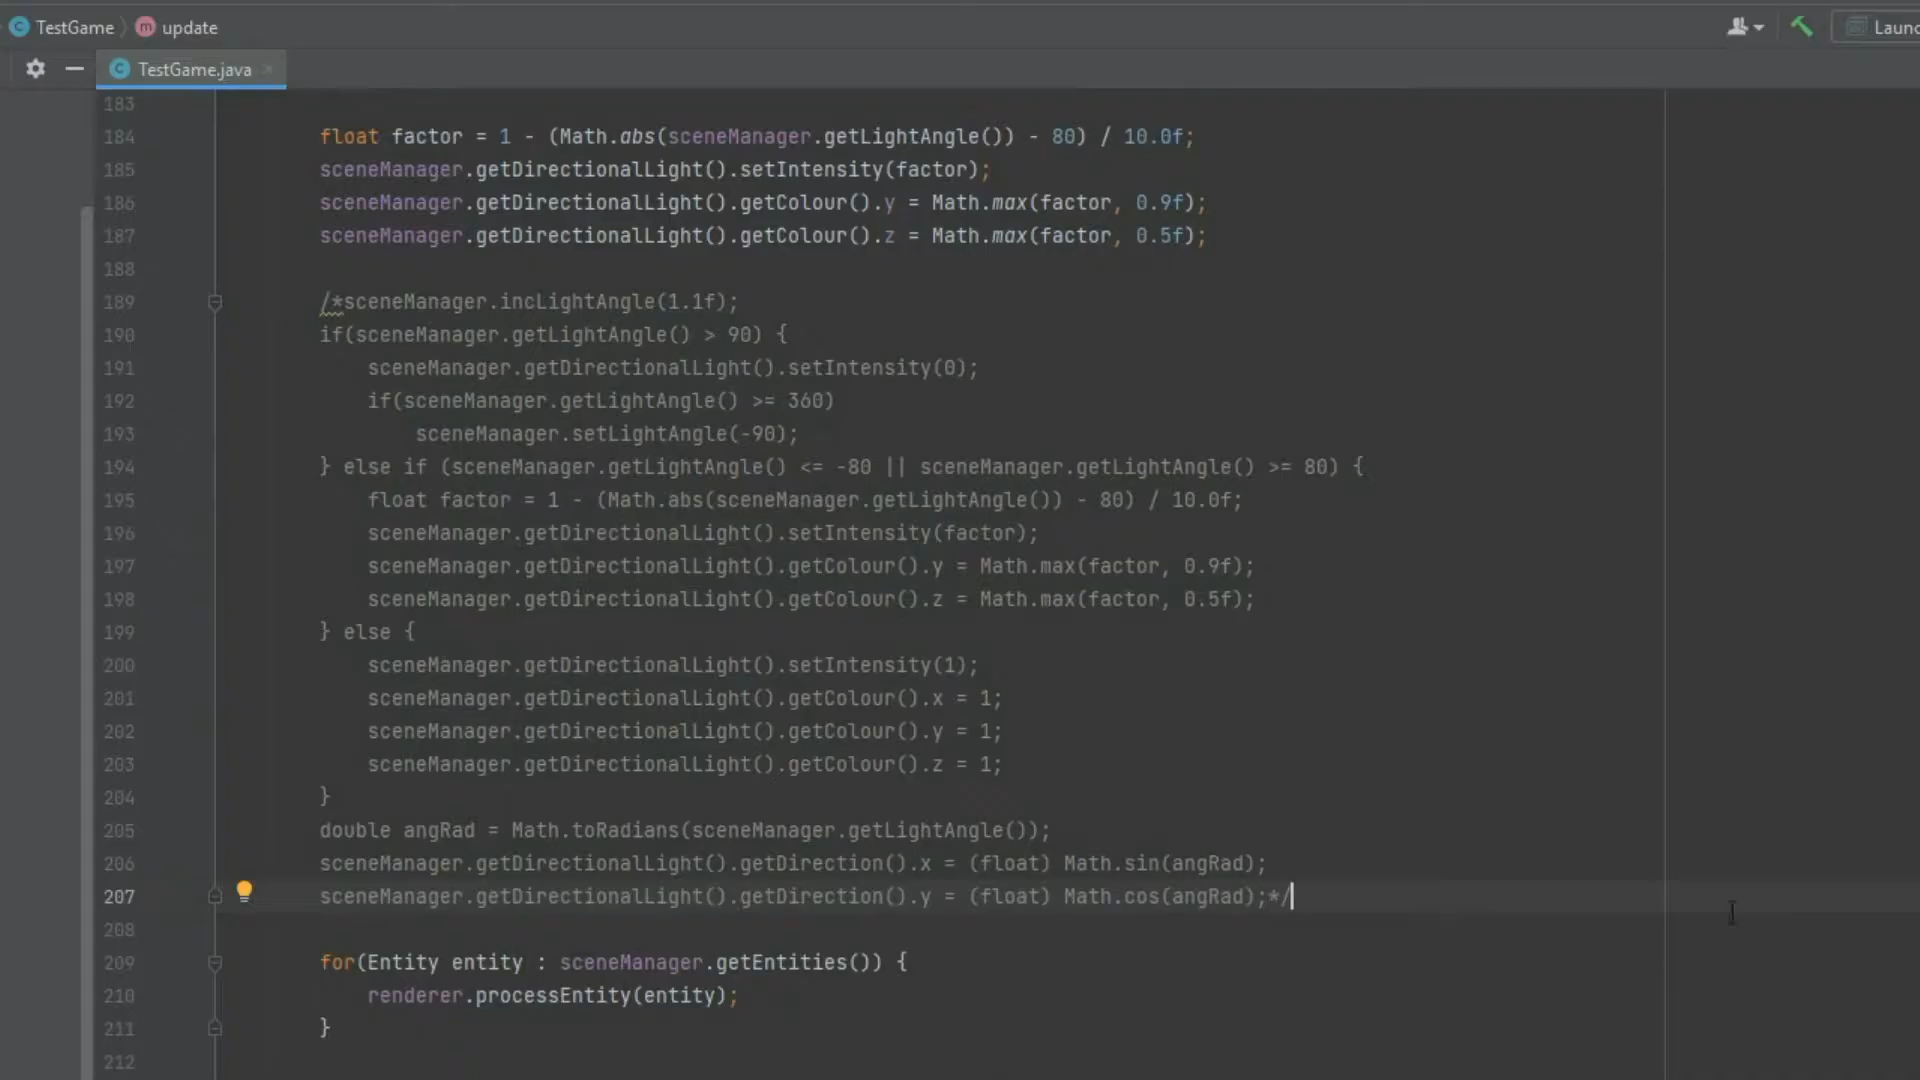 TestGame update Launc
TestGame.java
183
184 float factor = 1 - (Math.abs(sceneManager.getLightAngle()) - 80) / 10.0f;
185 sceneManager.getDirectionalLight().setIntensity(factor);
186 sceneManager.getDirectionalLight().getColour().y = Math.max(factor, 0.9f);
187 sceneManager.getDirectionalLight().getColour().z = Math.max(factor, 0.5f);
188
189 /*sceneManager.incLightAngle(1.1f);
190 if(sceneManager.getLightAngle() > 90) {
191 sceneManager.getDirectionalLight().setIntensity(0);
192 if(sceneManager.getLightAngle() >= 360)
193 sceneManager.setLightAngle(-90);
194 } else if (sceneManager.getLightAngle() <= -80 || sceneManager.getLightAngle() >= 80) {
195 float factor = 1 - (Math.abs(sceneManager.getLightAngle()) - 80) / 10.0f;
196 sceneManager.getDirectionalLight().setIntensity(factor);
197 sceneManager.getDirectionalLight().getColour().y = Math.max(factor, 0.9f);
198 sceneManager.getDirectionalLight().getColour().z = Math.max(factor, 0.5f);
199 } else {
200 sceneManager.getDirectionalLight().setIntensity(1);
201 sceneManager.getDirectionalLight().getColour().x = 1;
202 sceneManager.getDirectionalLight().getColour().y = 1;
203 sceneManager.getDirectionalLight().getColour().z = 1;
204 }
205 double angRad = Math.toRadians(sceneManager.getLightAngle());
206 sceneManager.getDirectionalLight().getDirection().x = (float) Math.sin(angRad);
207 sceneManager.getDirectionalLight().getDirection().y = (float) Math.cos(angRad);*/
208
209 for(Entity entity : sceneManager.getEntities()) {
210 renderer.processEntity(entity);
211 }
212